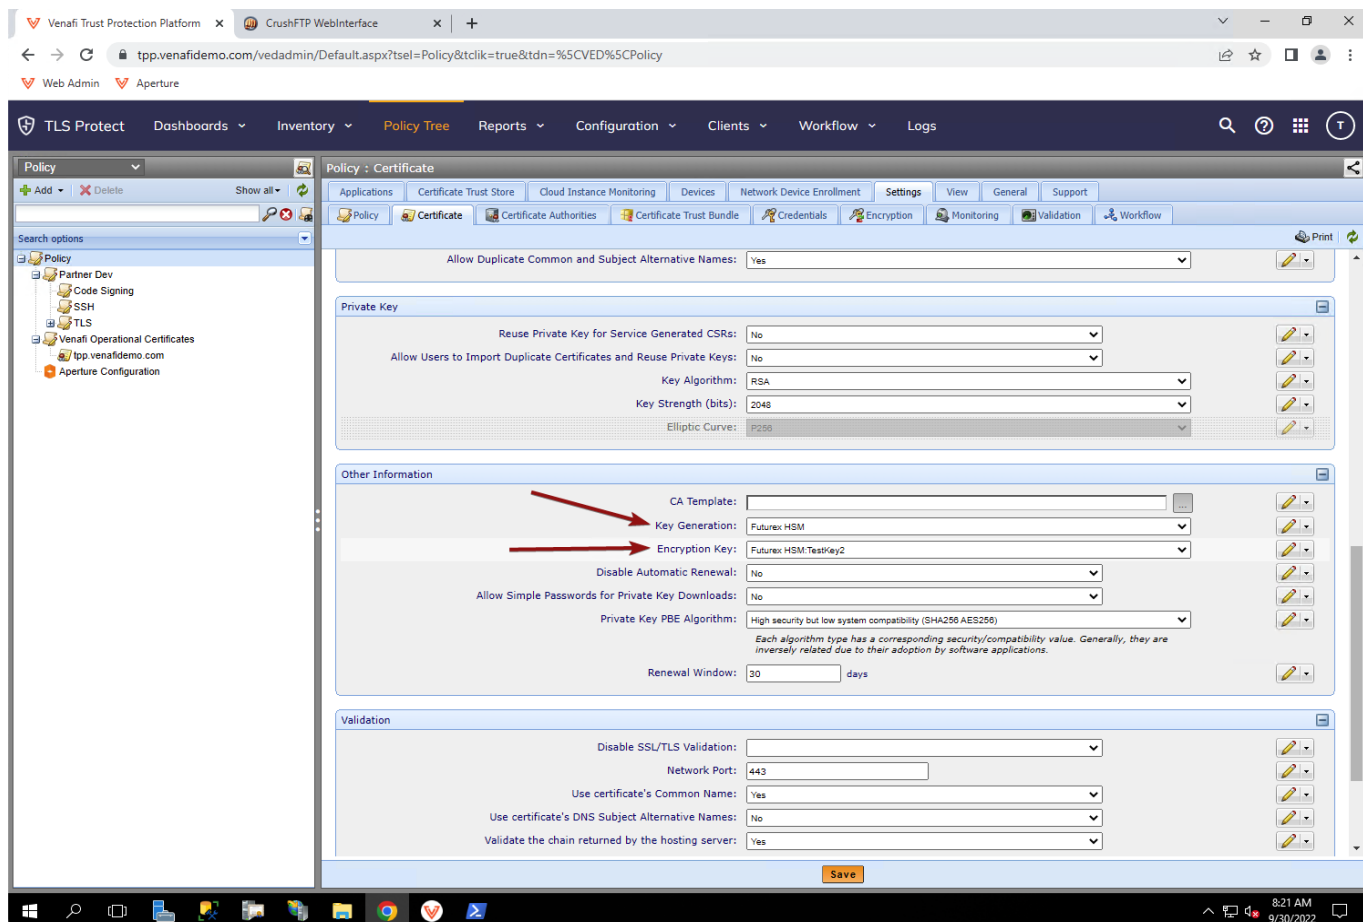 Venafi Trust Protection Platform
CrushFTP WebInterface
tpp.venafidemo.com/vedadmin/Default.aspx?tsel=Policy&tclik=true&tdn=%5CVED%5CPolicy
Web Admin Aperture
TLS Protect Dashboards Inventory Policy Tree Reports Configuration Clients Workflow Logs T
Policy
Policy : Certificate
Add Delete Show all
Applications Certificate Trust Store Cloud Instance Monitoring Devices Network Device Enrollment Settings View General Support
Policy Certificate Certificate Authorities Certificate Trust Bundle Credentials Encryption Monitoring Validation Workflow
Search options
Print
Policy
Partner Dev
Code Signing
SSH
TLS
Venafi Operational Certificates
tpp.venafidemo.com
Aperture Configuration
Allow Duplicate Common and Subject Alternative Names: Yes
Private Key
Reuse Private Key for Service Generated CSRs: No
Allow Users to Import Duplicate Certificates and Reuse Private Keys: No
Key Algorithm: RSA
Key Strength (bits): 2048
Elliptic Curve: P256
Other Information
CA Template: ...
Key Generation: Futurex HSM
Encryption Key: Futurex HSM:TestKey2
Disable Automatic Renewal: No
Allow Simple Passwords for Private Key Downloads: No
Private Key PBE Algorithm: High security but low system compatibility (SHA256 AES256)
Each algorithm type has a corresponding security/compatibility value. Generally, they are
inversely related due to their adoption by software applications.
Renewal Window: 30 days
Validation
Disable SSL/TLS Validation:
Network Port: 443
Use certificate's Common Name: Yes
Use certificate's DNS Subject Alternative Names: No
Validate the chain returned by the hosting server: Yes
Save
8:21 AM
9/30/2022